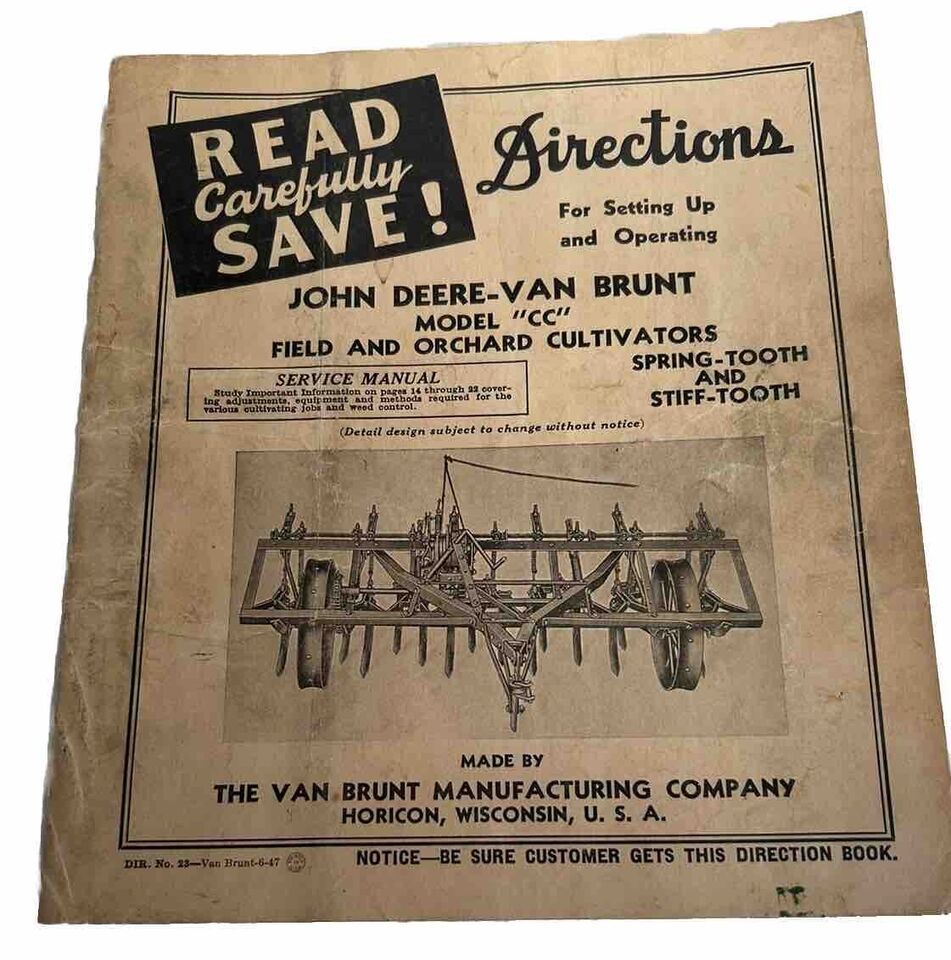 READ
Carefully
SAVE!
Directions
For Setting Up
and Operating
JOHN DEERE-VAN BRUNT
MODEL "CC"
FIELD AND ORCHARD CULTIVATORS
SPRING-TOOTH
AND
STIFF-TOOTH
SERVICE MANUAL
Study Important Information on pages 14 through 22 cover-
ing adjustments, equipment and methods required for the
various cultivating jobs and weed control.
(Detail design subject to change without notice)
MADE BY
THE VAN BRUNT MANUFACTURING COMPANY
HORICON, WISCONSIN, U. S. A.
DIR. No. 23—Van Brunt-6-47
NOTICE—BE SURE CUSTOMER GETS THIS DIRECTION BOOK.